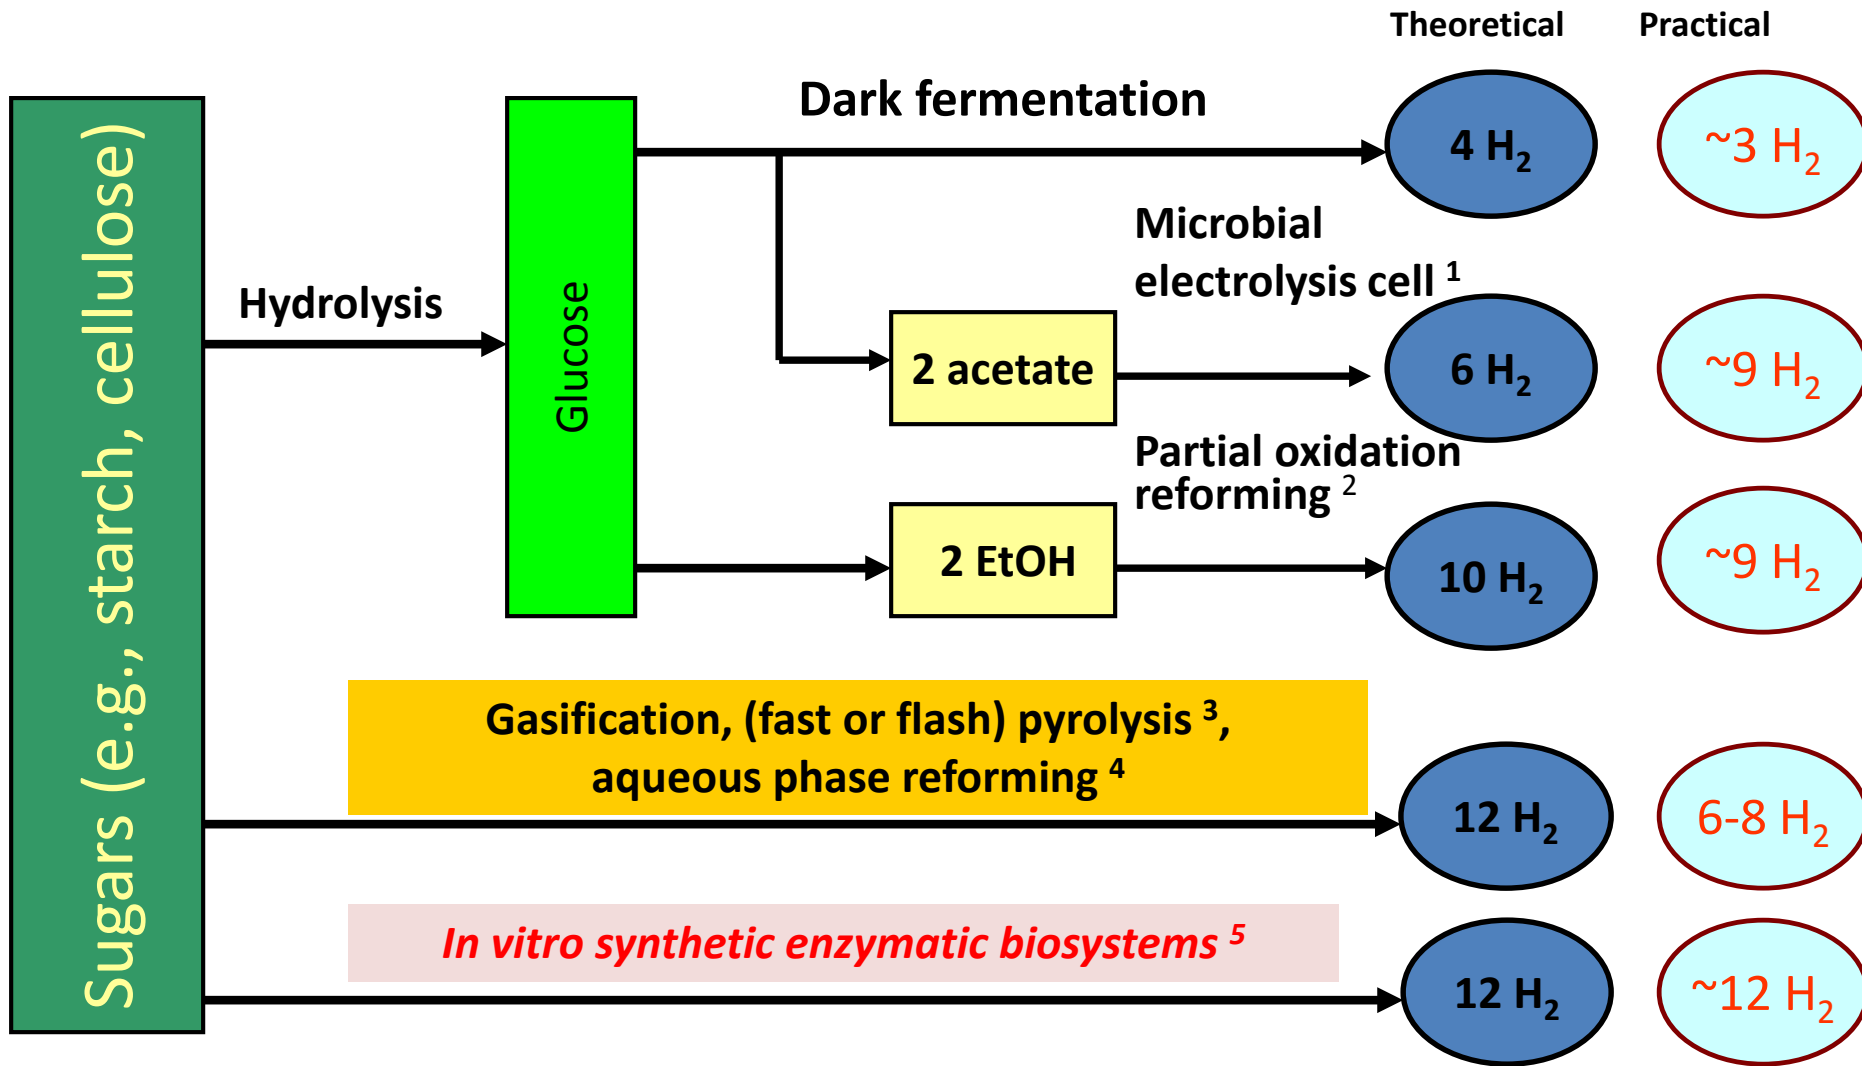 Theoretical Practical
Sugars (e.g., starch, cellulose)
Hydrolysis
Glucose
Dark fermentation
4 H₂
~3 H₂
Microbial
electrolysis cell ¹
2 acetate
6 H₂
~9 H₂
Partial oxidation
reforming ²
2 EtOH
10 H₂
~9 H₂
Gasification, (fast or flash) pyrolysis ³,
aqueous phase reforming ⁴
12 H₂
6-8 H₂
In vitro synthetic enzymatic biosystems ⁵
12 H₂
~12 H₂